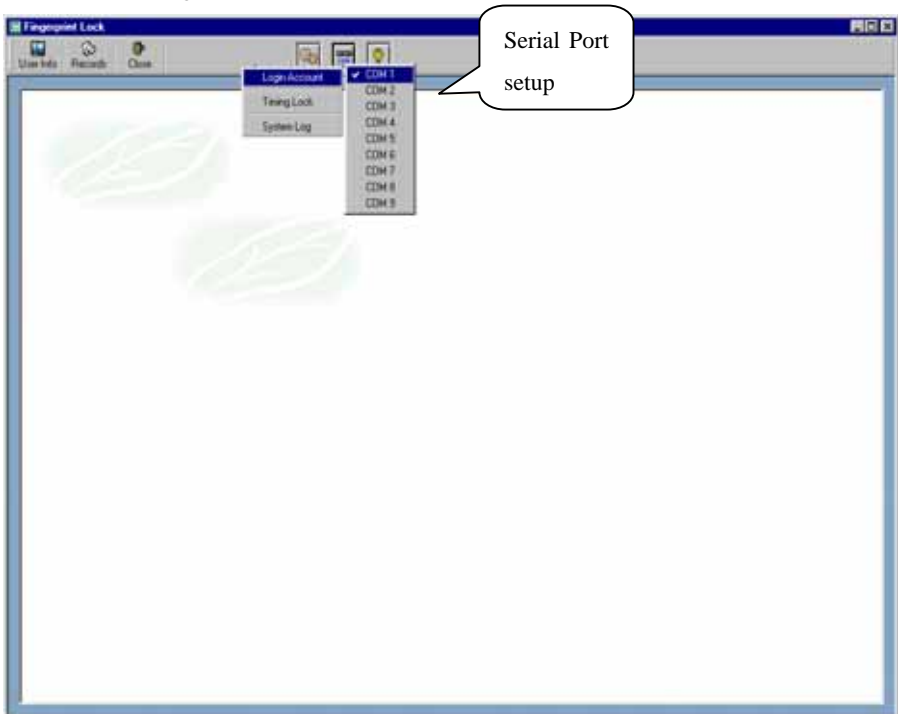 Fingerprint Lock
User Info Records Close
Serial Port
setup
Login Account
Timing Lock
System Log
COM 1
COM 2
COM 3
COM 4
COM 5
COM 6
COM 7
COM 8
COM 9